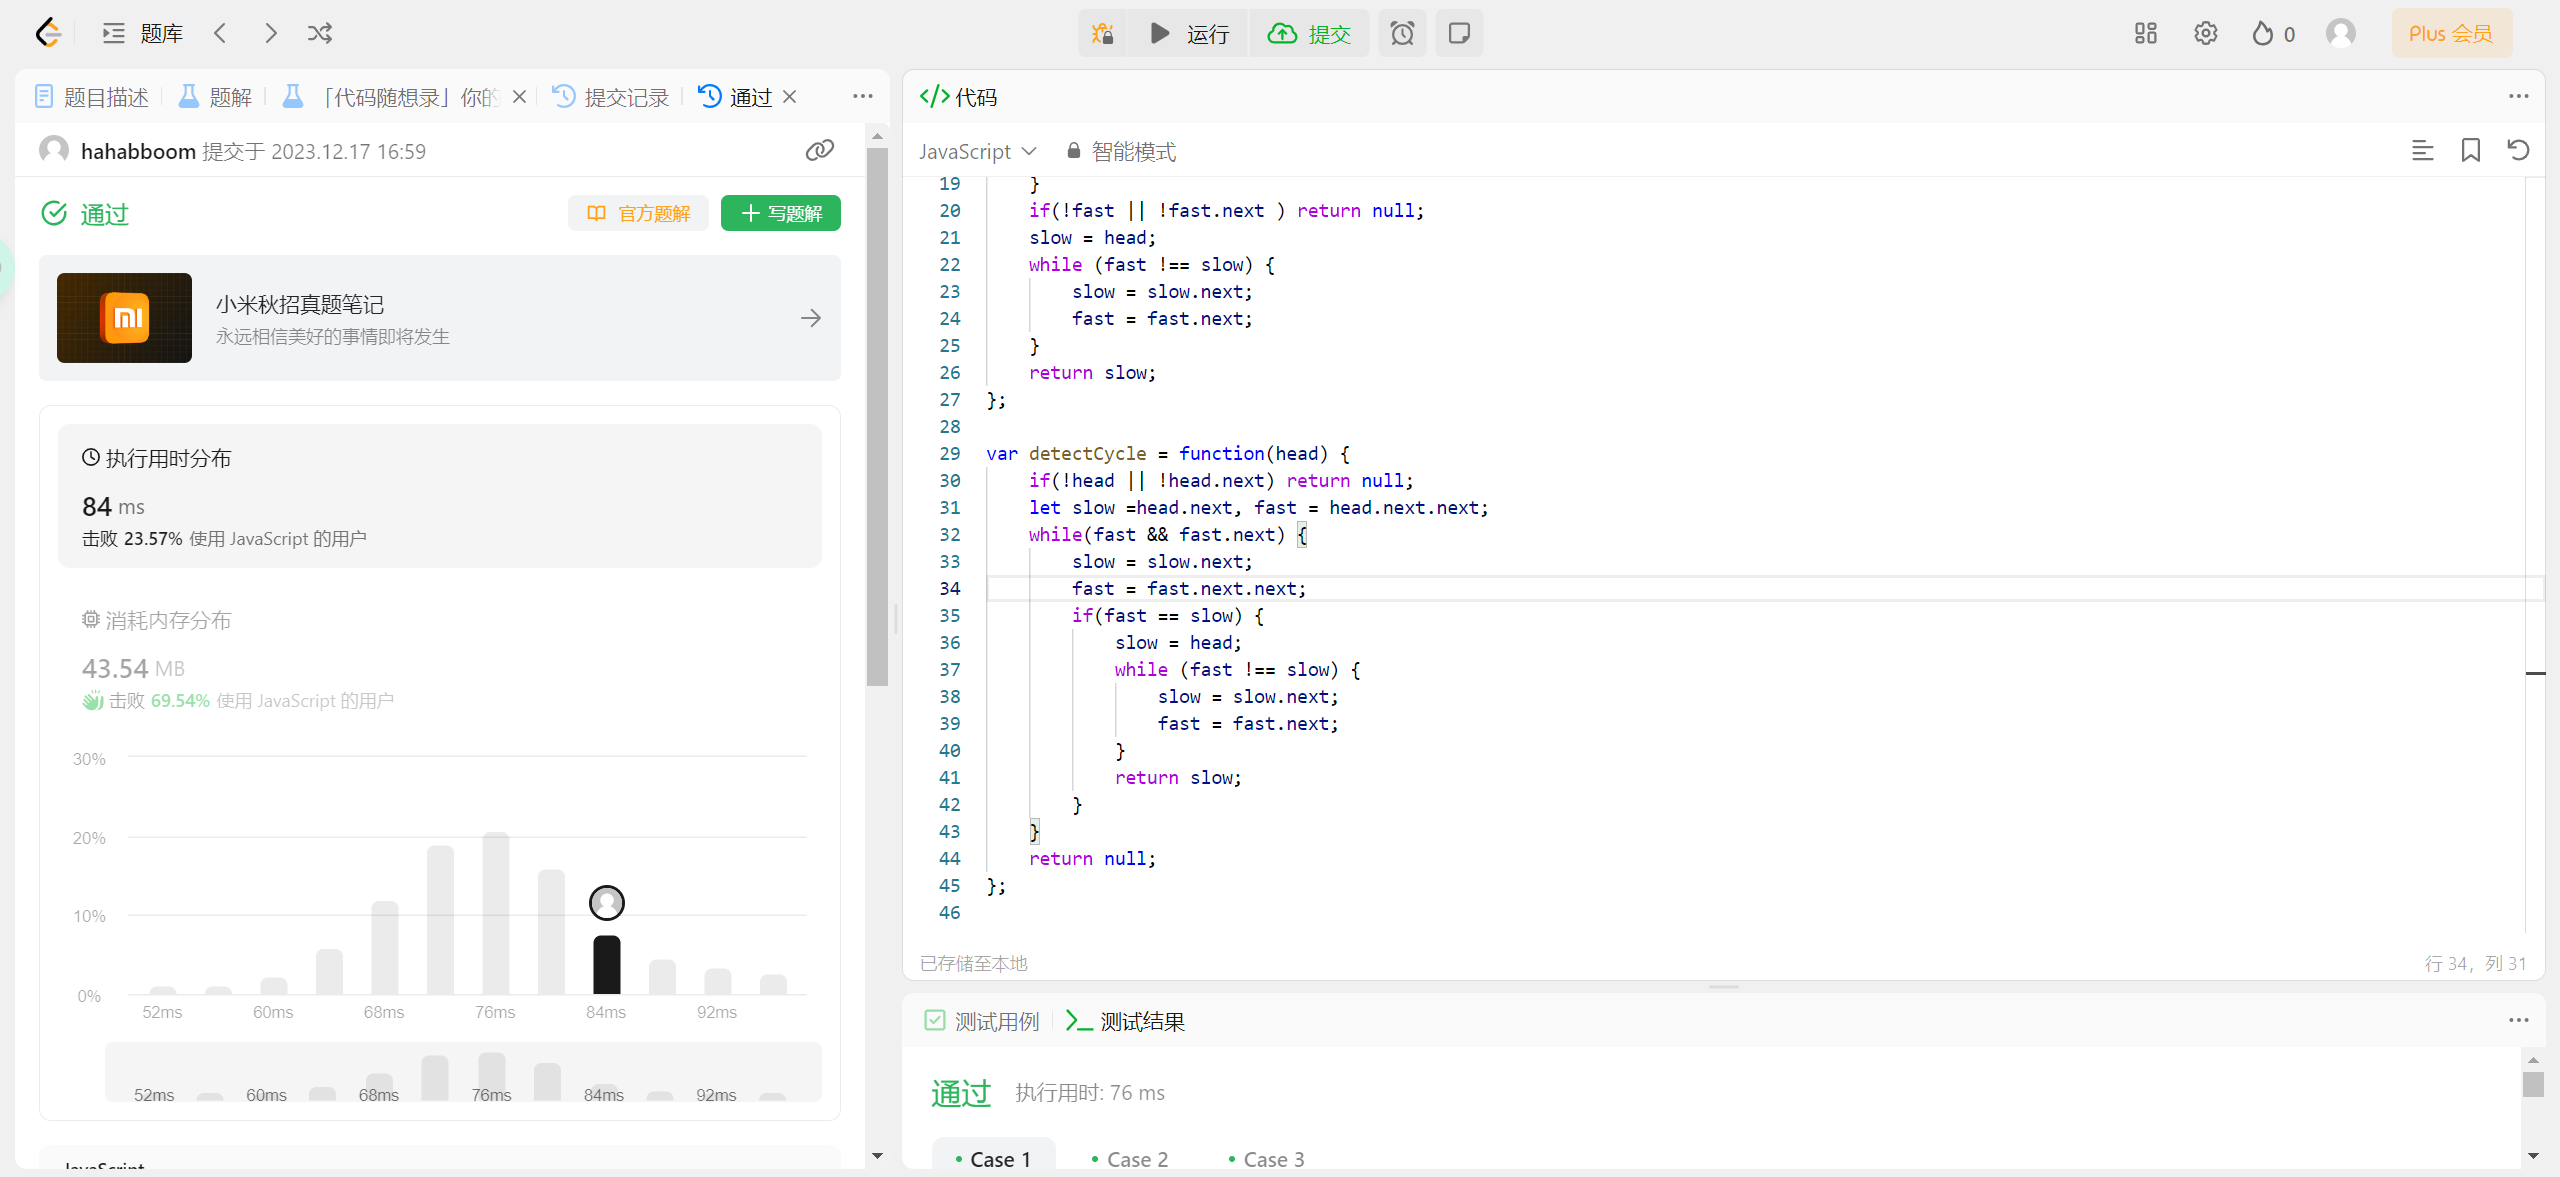 题库
运行
提交
0
Plus 会员
题目描述
题解
「代码随想录」你的
提交记录
通过
hahabboom 提交于 2023.12.17 16:59
通过
官方题解
写题解
mi
小米秋招真题笔记
永远相信美好的事情即将发生
执行用时分布
84 ms
击败 23.57% 使用 JavaScript 的用户
消耗内存分布
43.54 MB
击败 69.54% 使用 JavaScript 的用户
30%
20%
10%
0%
52ms 60ms 68ms 76ms 84ms 92ms
52ms 60ms 68ms 76ms 84ms 92ms
JavaScript
</> 代码
JavaScript 智能模式
19 }
20 if(!fast || !fast.next ) return null;
21 slow = head;
22 while (fast !== slow) {
23 slow = slow.next;
24 fast = fast.next;
25 }
26 return slow;
27 };
28
29 var detectCycle = function(head) {
30 if(!head || !head.next) return null;
31 let slow =head.next, fast = head.next.next;
32 while(fast && fast.next) {
33 slow = slow.next;
34 fast = fast.next.next;
35 if(fast == slow) {
36 slow = head;
37 while (fast !== slow) {
38 slow = slow.next;
39 fast = fast.next;
40 }
41 return slow;
42 }
43 }
44 return null;
45 };
46
已存储至本地
行 34，列 31
测试用例
测试结果
通过 执行用时: 76 ms
• Case 1 • Case 2 • Case 3